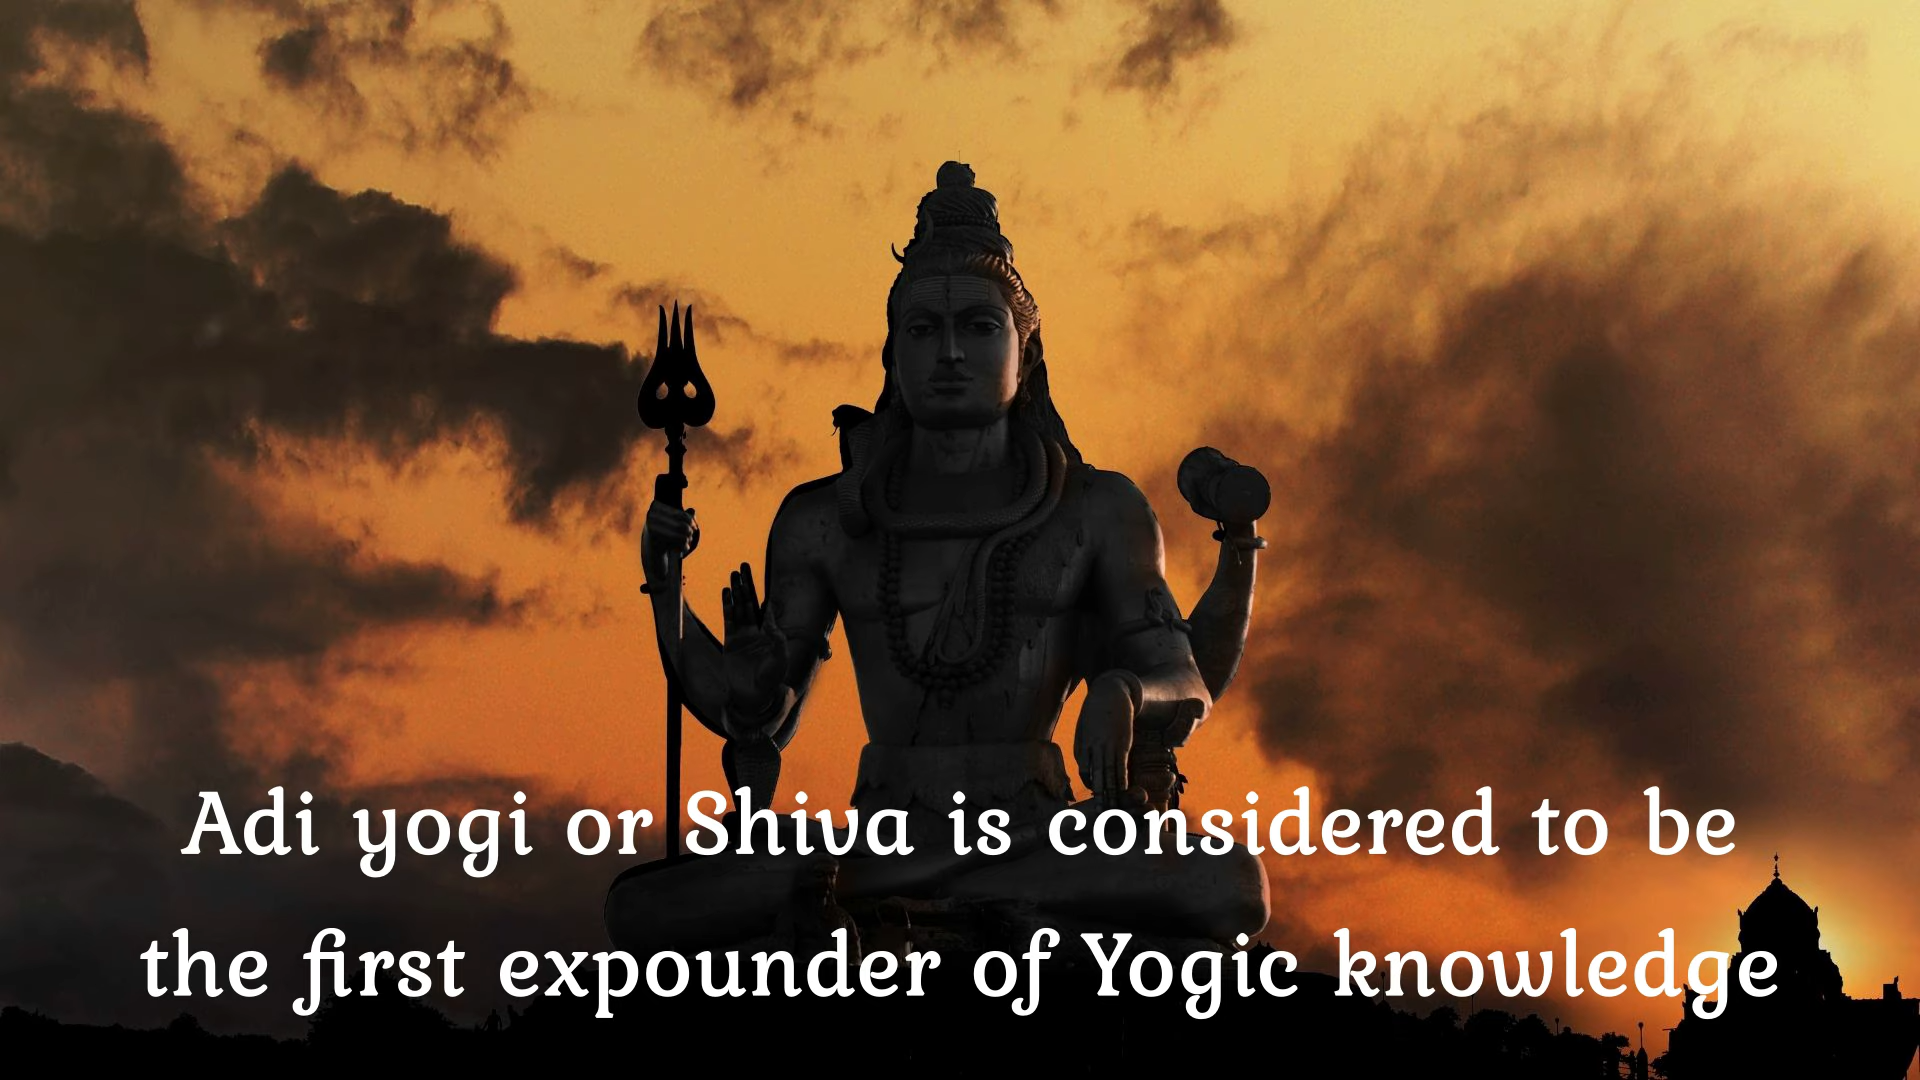 Adi yogi or Shiva is considered to be
the first expounder of Yogic knowledge